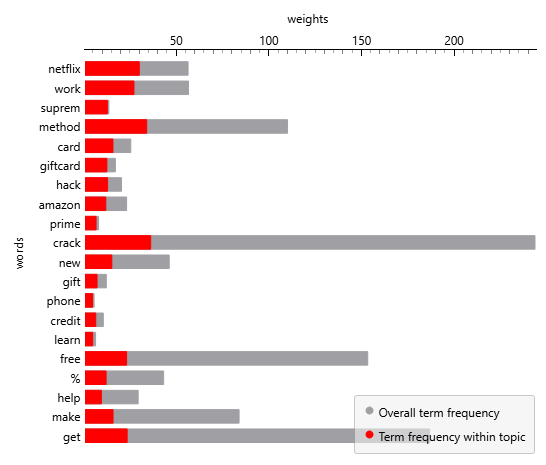 weights
50 100 150 200
netflix
work
suprem
method
card
giftcard
hack
amazon
prime
crack
words
new
gift
phone
credit
learn
free
%
help
make
get
Overall term frequency
Term frequency within topic